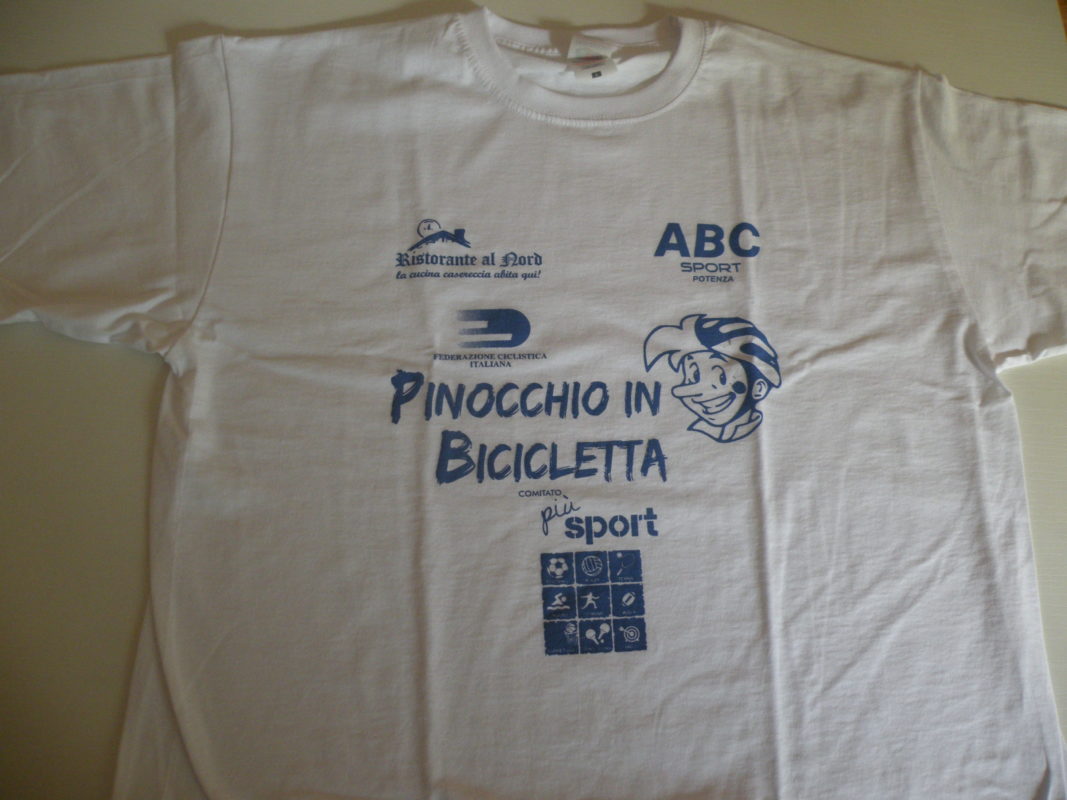 Ristorante al Nord
la cucina casereccia abita qui!
ABC
SPORT
POTENZA
FEDERAZIONE CICLISTICA
ITALIANA
PINOCCHIO IN
BICICLETTA
COMITATO
più
sport